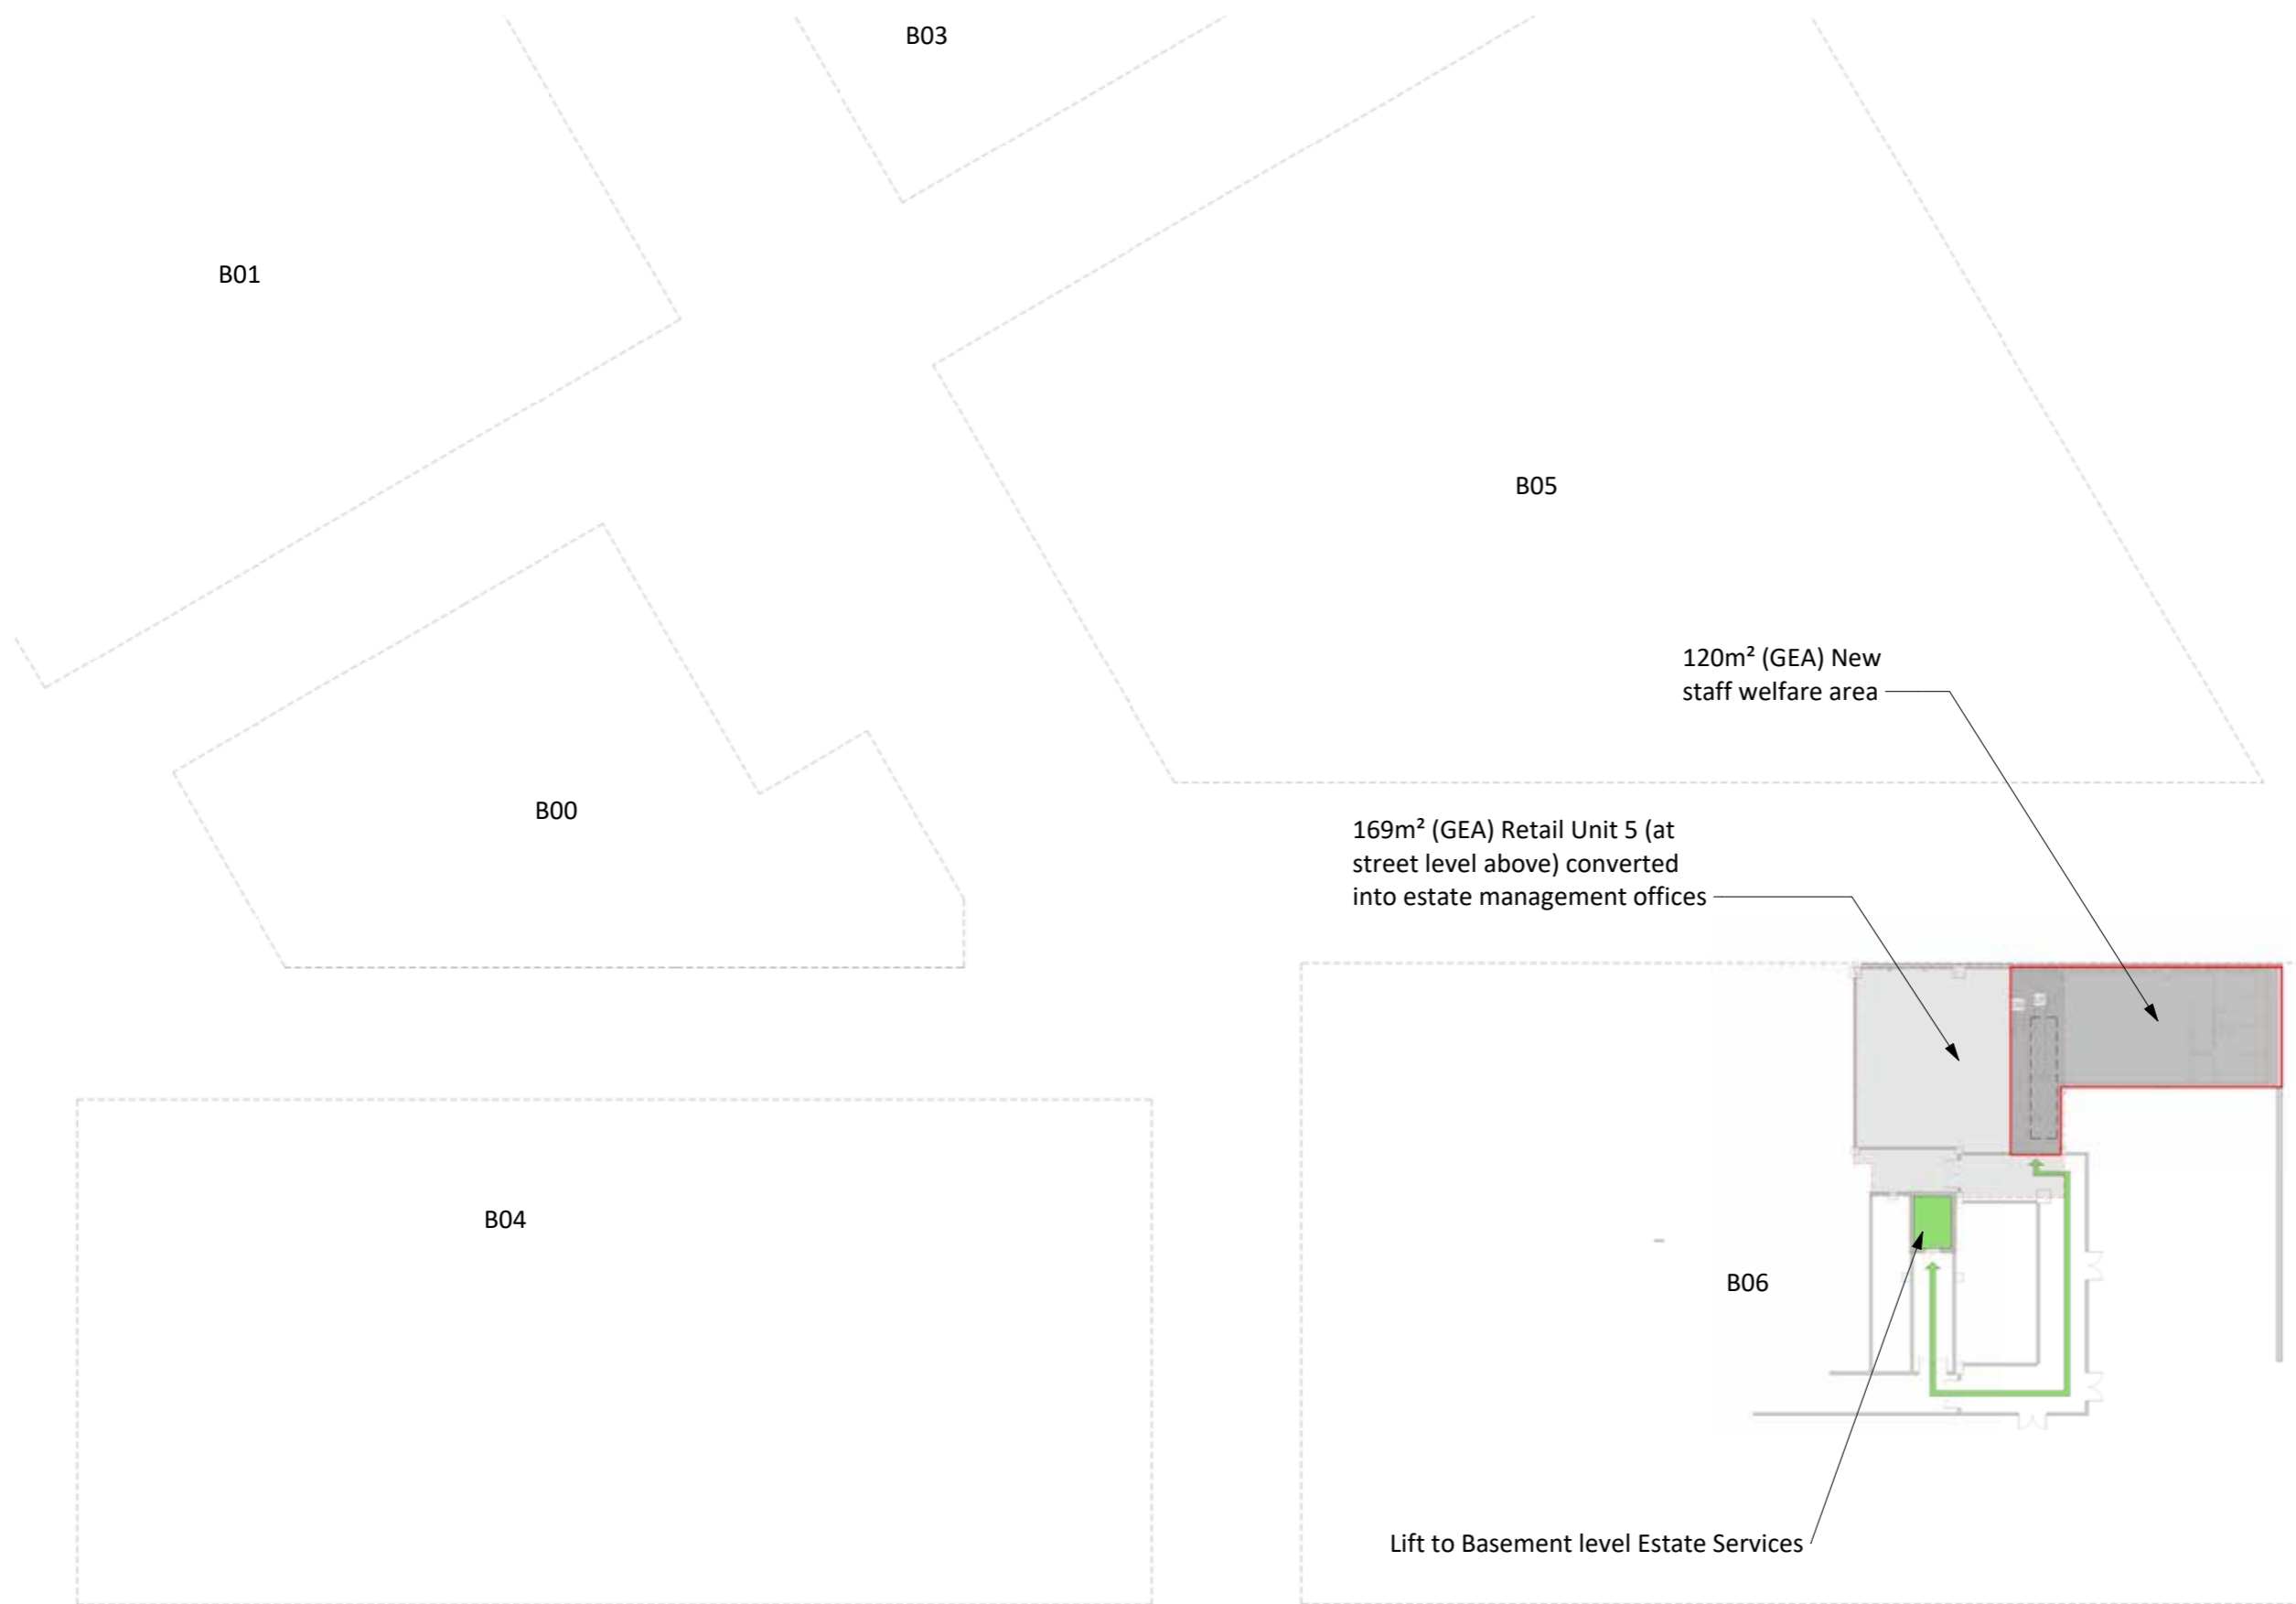 B03
B01
B05
120m² (GEA) New
staff welfare area
B00
169m² (GEA) Retail Unit 5 (at
street level above) converted
into estate management offices
B04
B06
Lift to Basement level Estate Services